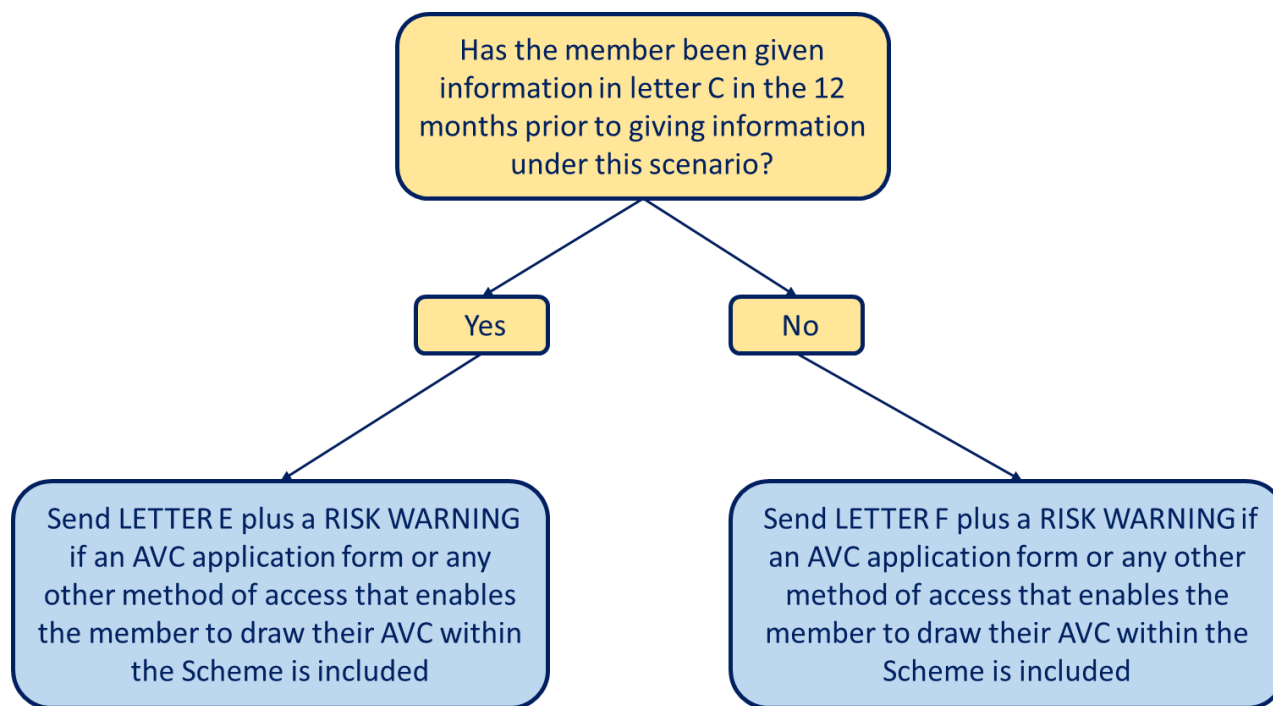 Has the member been given
information in letter C in the 12
months prior to giving information
under this scenario?
Yes
No
Send LETTER E plus a RISK WARNING
if an AVC application form or any
other method of access that enables
the member to draw their AVC within
the Scheme is included
Send LETTER F plus a RISK WARNING if
an AVC application form or any other
method of access that enables the
member to draw their AVC within the
Scheme is included